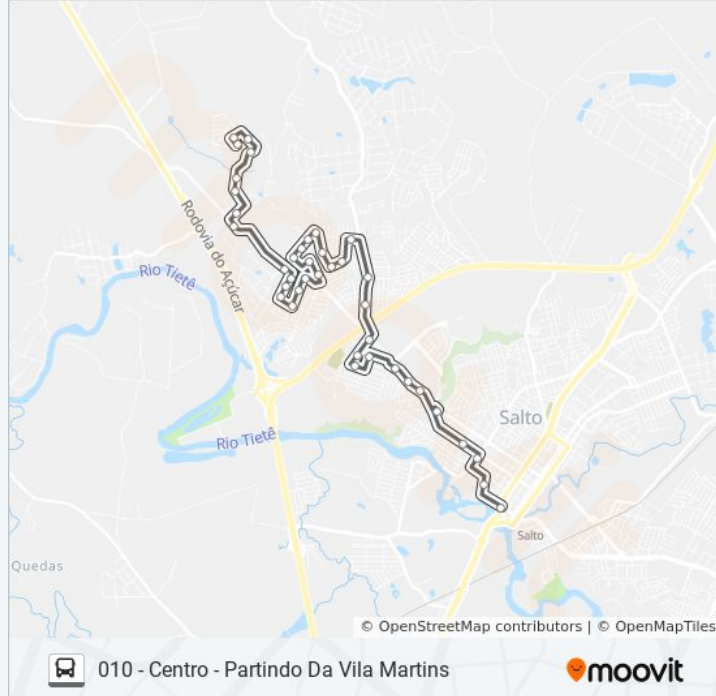 Rodovia do Açúcar
Rio Tietê
Rio Tietê
Salto
Salto
Quedas
© OpenStreetMap contributors | © OpenMapTiles
010 - Centro - Partindo Da Vila Martins
moovit